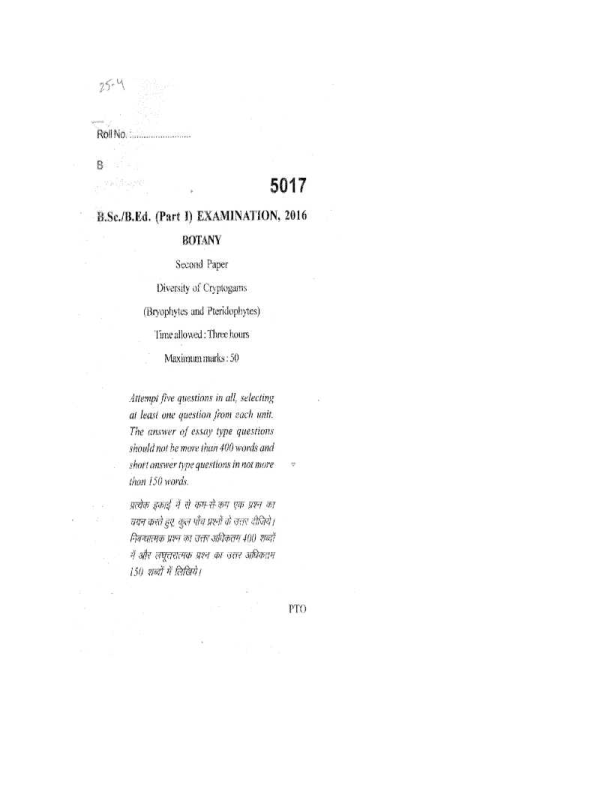 25-4
Roll No. :..........................
B
5017
B.Sc./B.Ed. (Part I) EXAMINATION, 2016
BOTANY
Second Paper
Diversity of Cryptogams
(Bryophytes and Pteridophytes)
Time allowed : Three hours
Maximum marks : 50
Attempt five questions in all, selecting
at least one question from each unit.
The answer of essay type questions
should not be more than 400 words and
short answer type questions in not more
than 150 words.
प्रत्येक इकाई में से कम-से-कम एक प्रश्न का
चयन करते हुए, कुल पाँच प्रश्नों के उत्तर दीजिये।
निबन्धात्मक प्रश्न का उत्तर अधिकतम 400 शब्दों
में और लघूत्तरात्मक प्रश्न का उत्तर अधिकतम
150 शब्दों में लिखिये।
PTO